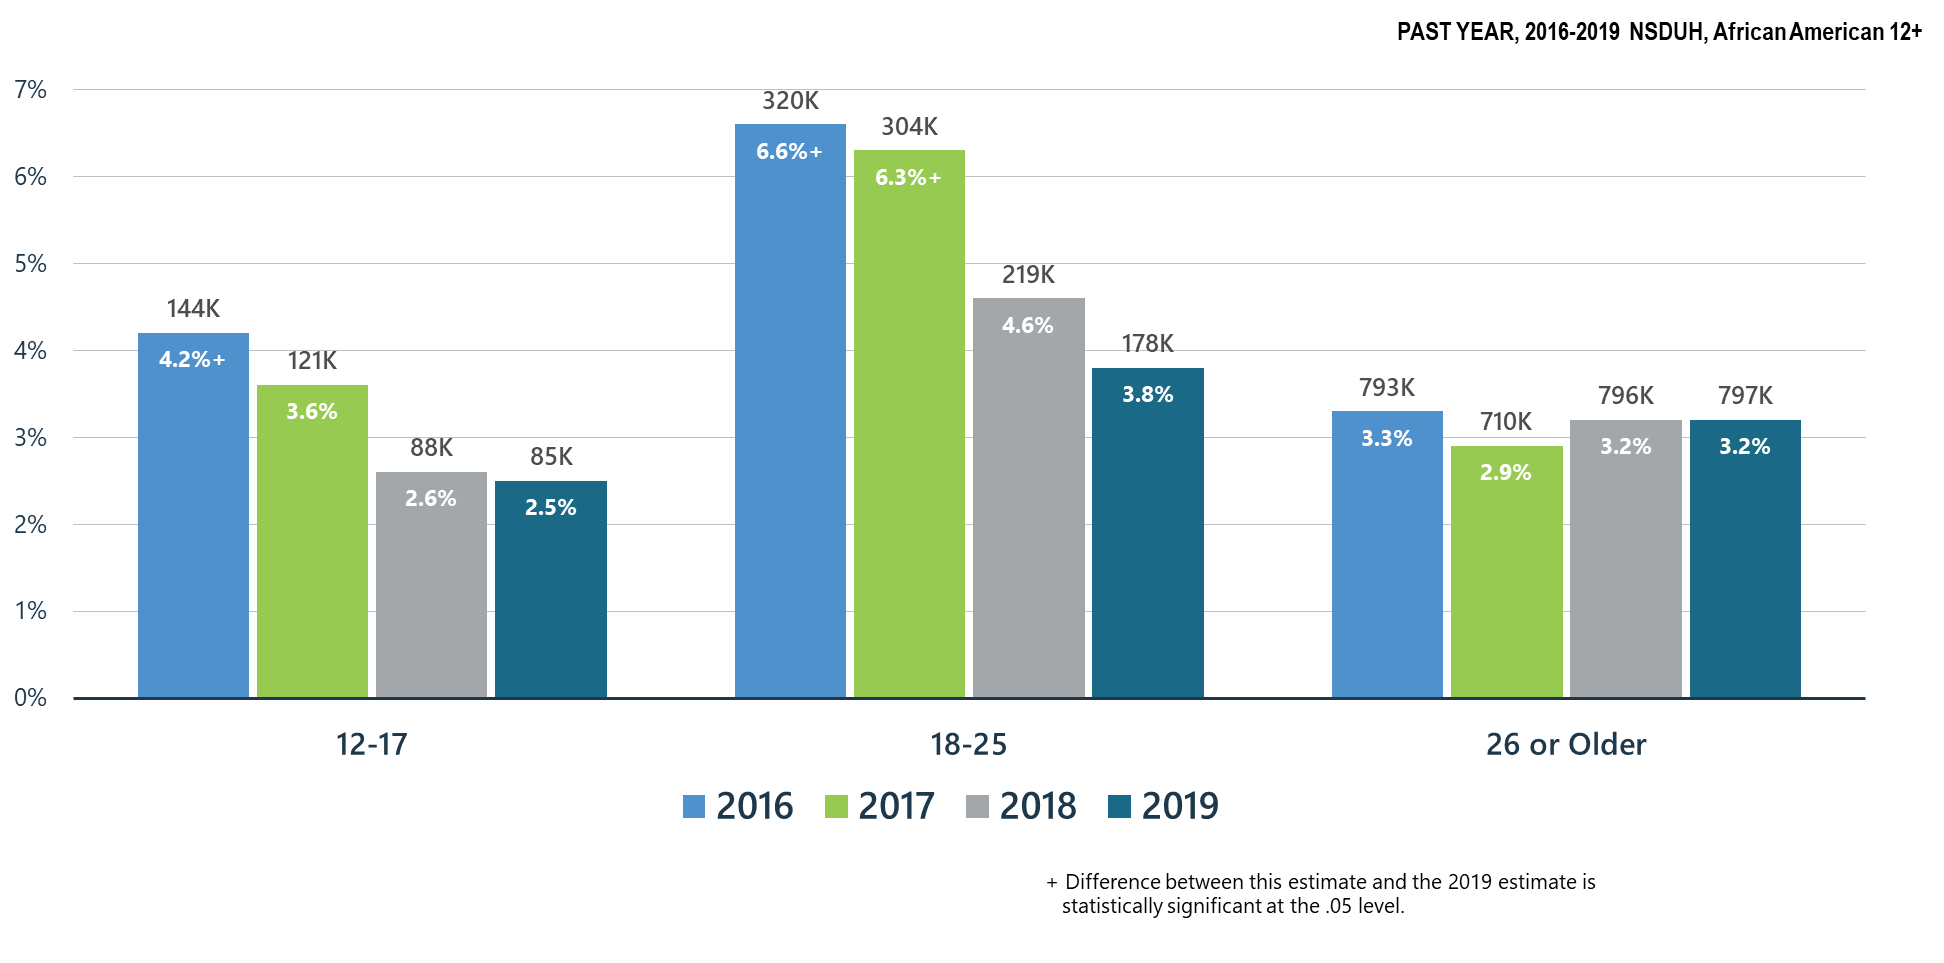 PAST YEAR, 2016-2019 NSDUH, African American 12+
7%
6%
5%
4%
3%
2%
1%
0%
144K
4.2%+
121K
3.6%
88K
2.6%
85K
2.5%
320K
6.6%+
304K
6.3%+
219K
4.6%
178K
3.8%
793K
3.3%
710K
2.9%
796K
3.2%
797K
3.2%
12-17
18-25
26 or Older
2016
2017
2018
2019
+ Difference between this estimate and the 2019 estimate is
statistically significant at the .05 level.